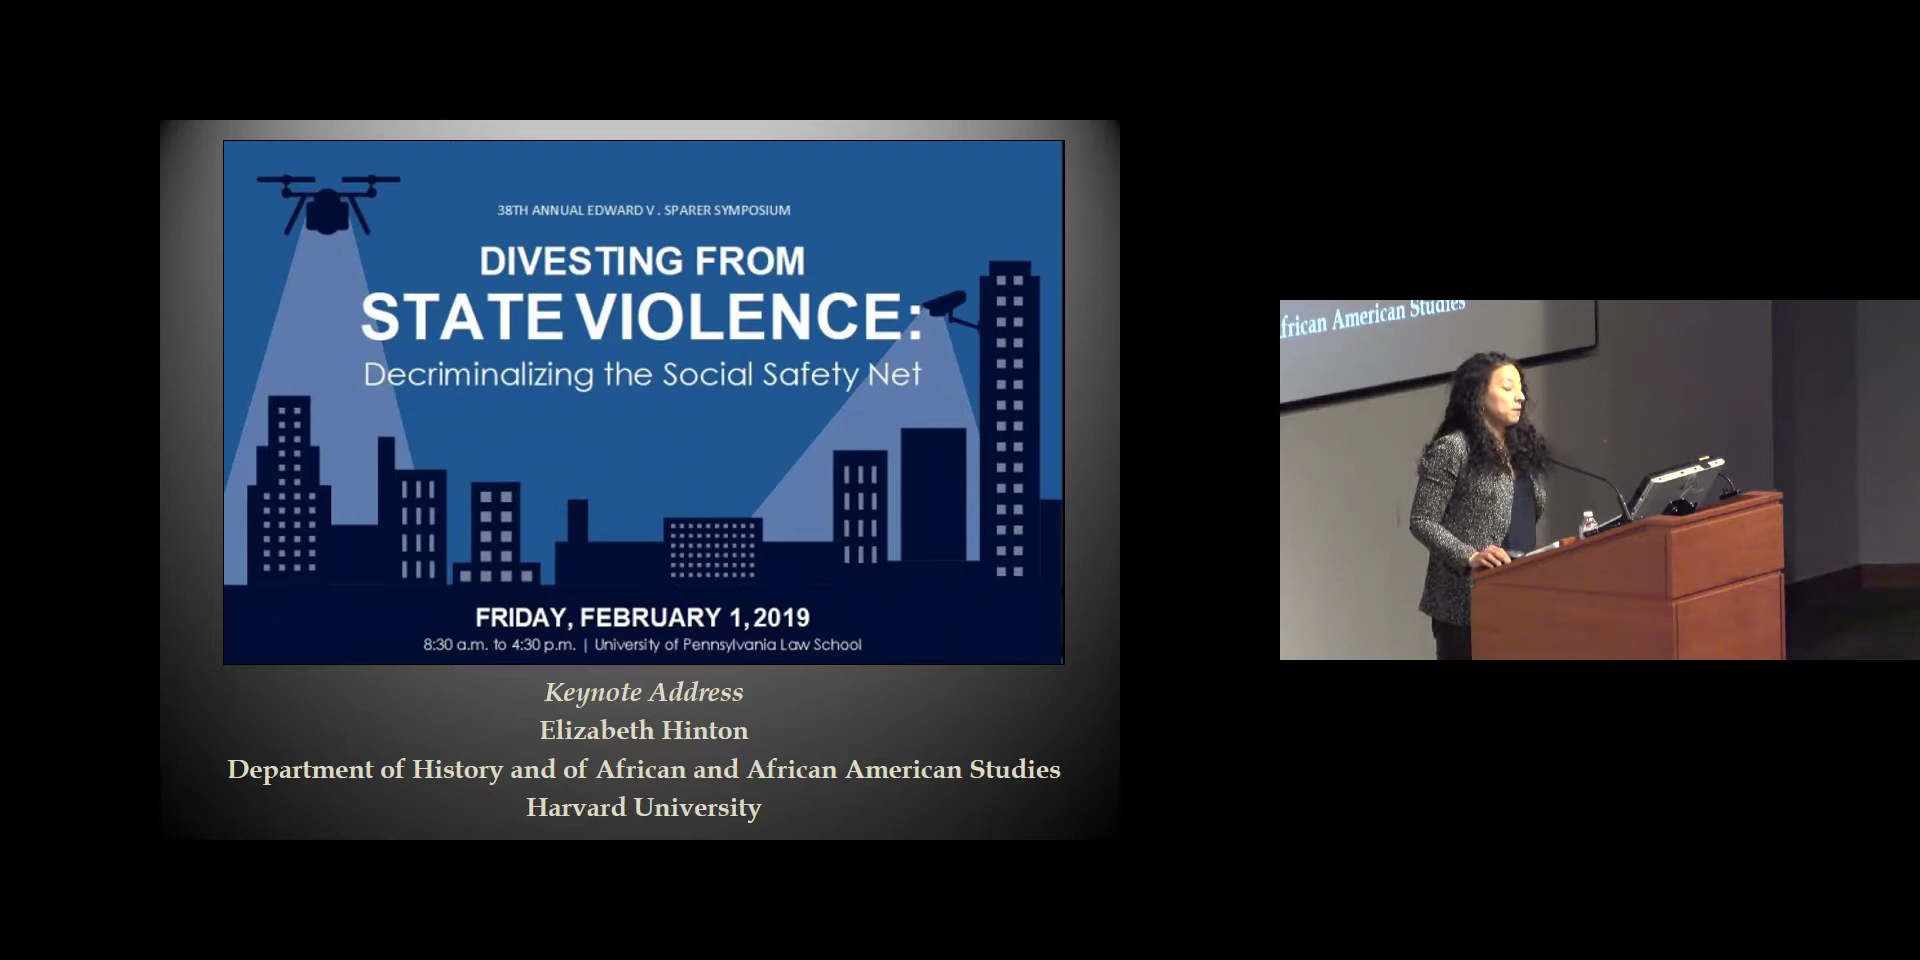 38TH ANNUAL EDWARD V. SPARER SYMPOSIUM
DIVESTING FROM
STATE VIOLENCE:
Decriminalizing the Social Safety Net
FRIDAY, FEBRUARY 1, 2019
8:30 a.m. to 4:30 p.m. | University of Pennsylvania Law School
Keynote Address
Elizabeth Hinton
Department of History and of African and African American Studies
Harvard University
frican American Studies